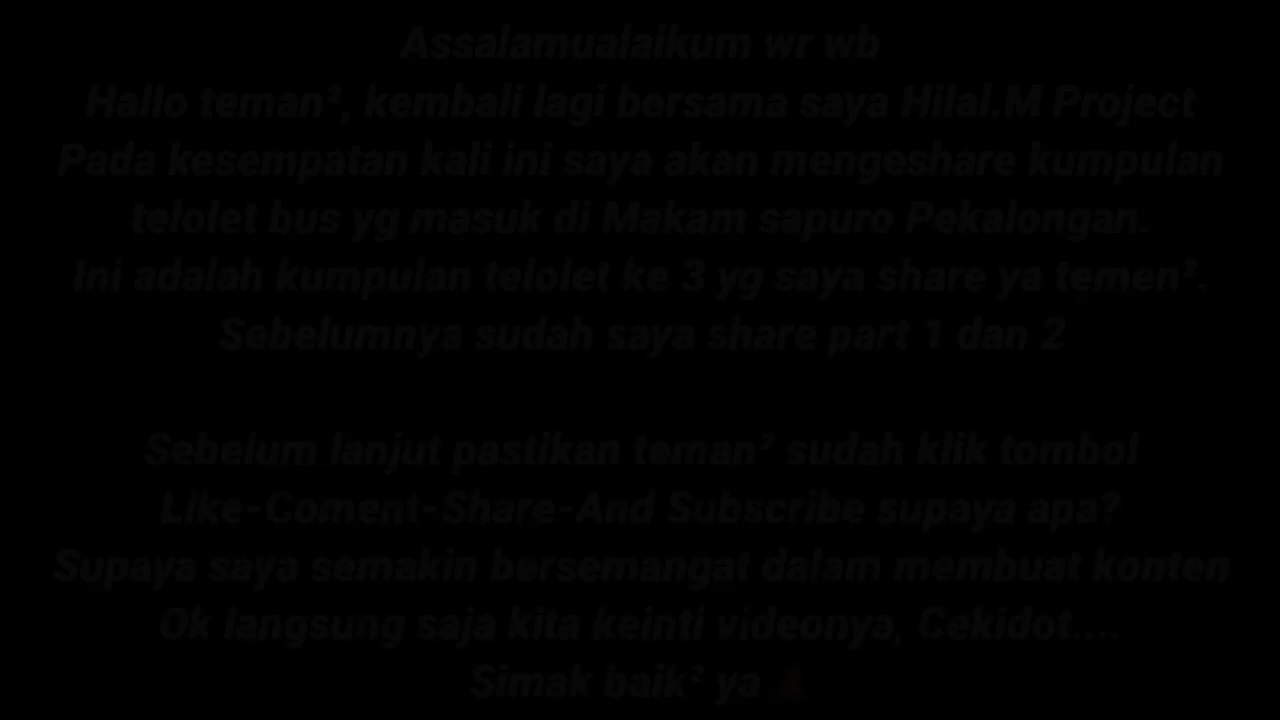 Assalamualaikum wr wb
Hallo teman², kembali lagi bersama saya Hilal.M Project
Pada kesempatan kali ini saya akan mengeshare kumpulan
telolet bus yg masuk di Makam sapuro Pekalongan.
Ini adalah kumpulan telolet ke 3 yg saya share ya temen².
Sebelumnya sudah saya share part 1 dan 2
Sebelum lanjut pastikan teman² sudah klik tombol
Like-Coment-Share-And Subscribe supaya apa?
Supaya saya semakin bersemangat dalam membuat konten
Ok langsung saja kita keinti videonya, Cekidot....
Simak baik² ya 🙏